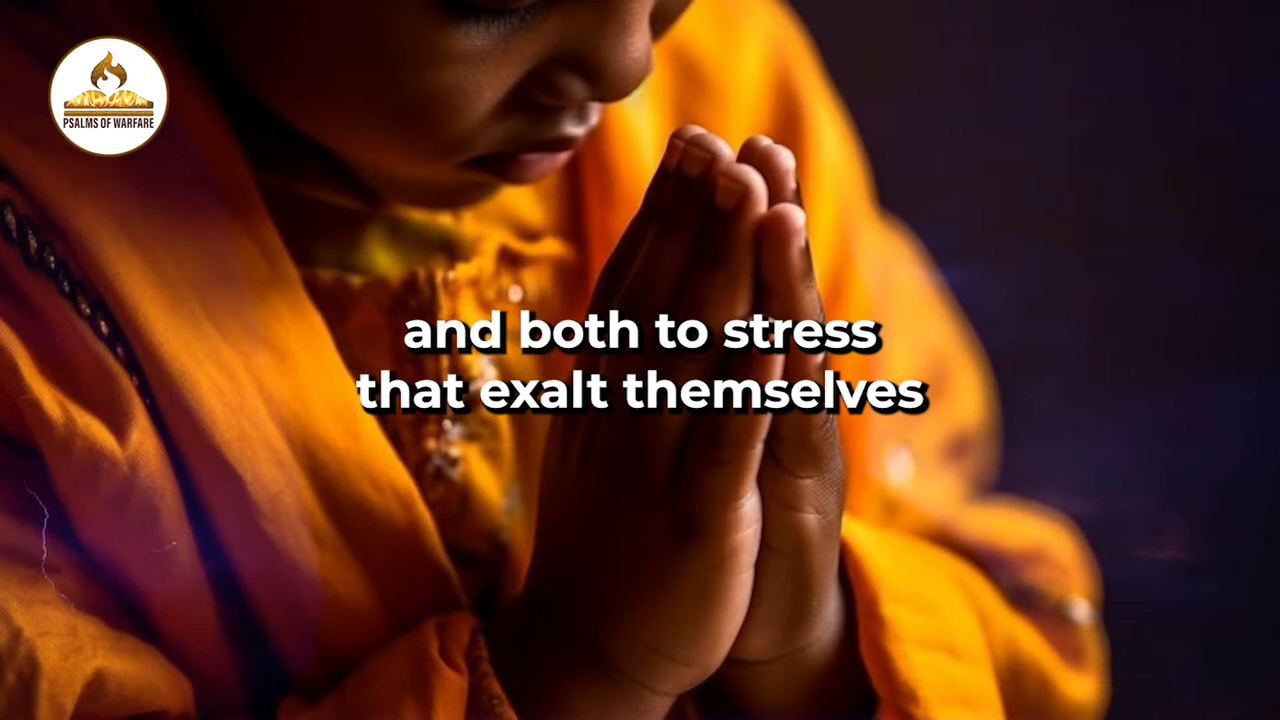 PSALMS OF WARFARE
and both to stress
that exalt themselves